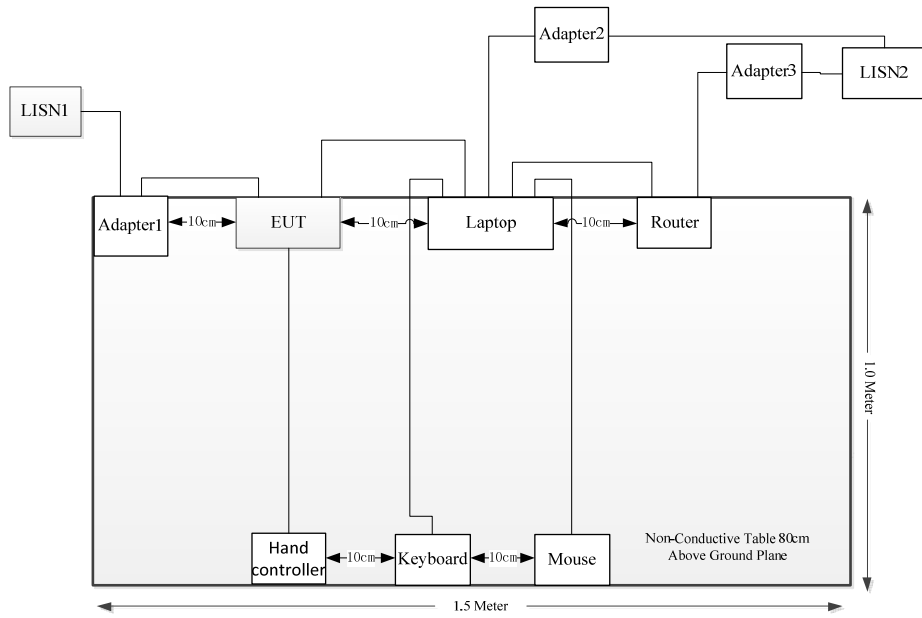 Adapter2
Adapter3
LISN2
LISN1
Adapter1
10cm
EUT
10cm
Laptop
10cm
Router
1.0 Meter
Hand
controller
10cm
Keyboard
10cm
Mouse
Non-Conductive Table 80cm
Above Ground Plane
1.5 Meter